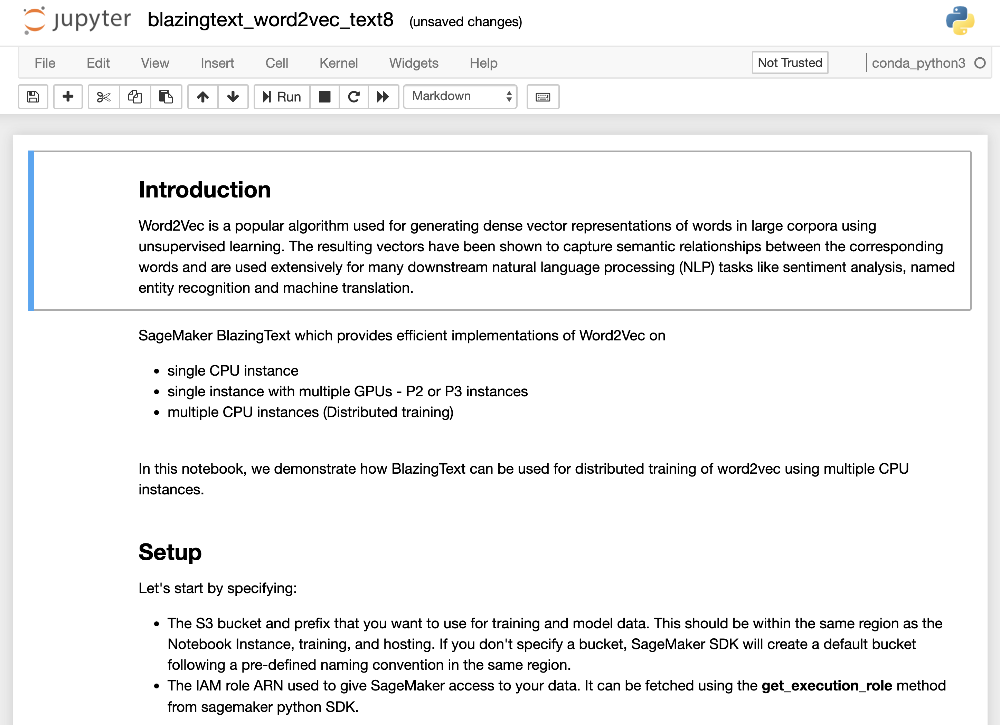 jupyter blazingtext_word2vec_text8 (unsaved changes)
File Edit View Insert Cell Kernel Widgets Help Not Trusted conda_python3
Run Markdown
Introduction
Word2Vec is a popular algorithm used for generating dense vector representations of words in large corpora using
unsupervised learning. The resulting vectors have been shown to capture semantic relationships between the corresponding
words and are used extensively for many downstream natural language processing (NLP) tasks like sentiment analysis, named
entity recognition and machine translation.
SageMaker BlazingText which provides efficient implementations of Word2Vec on
• single CPU instance
• single instance with multiple GPUs - P2 or P3 instances
• multiple CPU instances (Distributed training)
In this notebook, we demonstrate how BlazingText can be used for distributed training of word2vec using multiple CPU
instances.
Setup
Let's start by specifying:
• The S3 bucket and prefix that you want to use for training and model data. This should be within the same region as the
Notebook Instance, training, and hosting. If you don't specify a bucket, SageMaker SDK will create a default bucket
following a pre-defined naming convention in the same region.
• The IAM role ARN used to give SageMaker access to your data. It can be fetched using the get_execution_role method
from sagemaker python SDK.